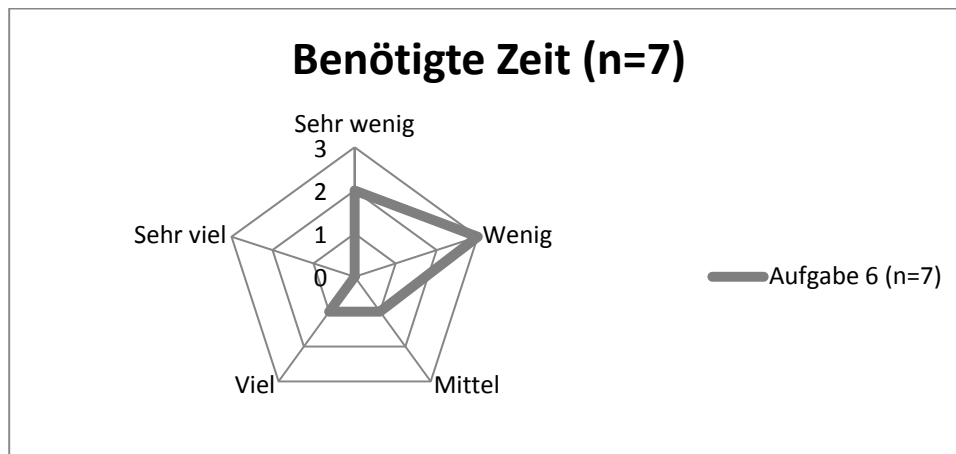 Benötigte Zeit (n=7)
Sehr wenig
3
2
1
0
Sehr viel
Wenig
Viel
Mittel
Aufgabe 6 (n=7)